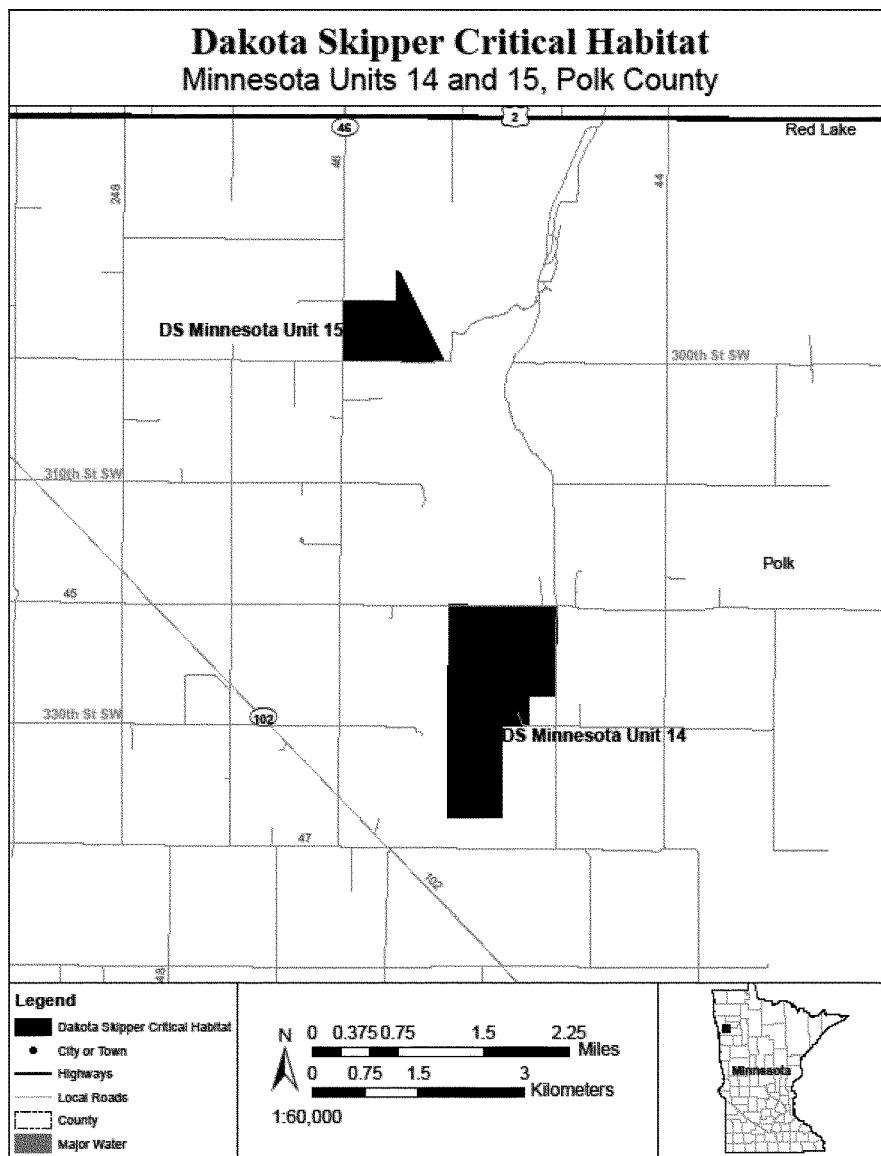 Dakota Skipper Critical Habitat
Minnesota Units 14 and 15, Polk County
46
2
Red Lake
248
46
44
DS Minnesota Unit 15
300th St SW
310th St SW
Polk
45
330th St SW
102
DS Minnesota Unit 14
47
102
48
Legend
Dakota Skipper Critical Habitat
City or Town
Highways
Local Roads
County
Major Water
N
0 0.375 0.75 1.5 2.25
Miles
0 0.75 1.5 3
Kilometers
1:60,000
Minnesota